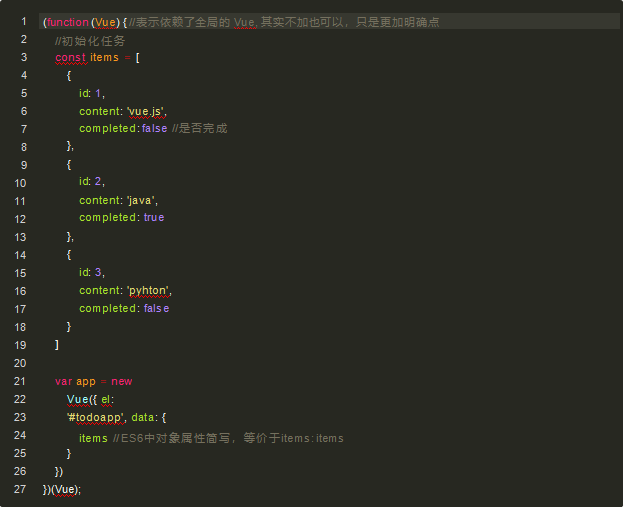 1 (function (Vue) { //表示依赖了全局的 Vue, 其实不加也可以，只是更加明确点
2 //初始化任务
3 const items = [
4 {
5 id: 1,
6 content: 'vue.js',
7 completed: false //是否完成
8 },
9 {
10 id: 2,
11 content: 'java',
12 completed: true
13 },
14 {
15 id: 3,
16 content: 'pyhton',
17 completed: false
18 }
19 ]
20
21 var app = new
22 Vue({ el:
23 '#todoapp', data: {
24 items //ES6中对象属性简写，等价于items: items
25 }
26 })
27 })(Vue);